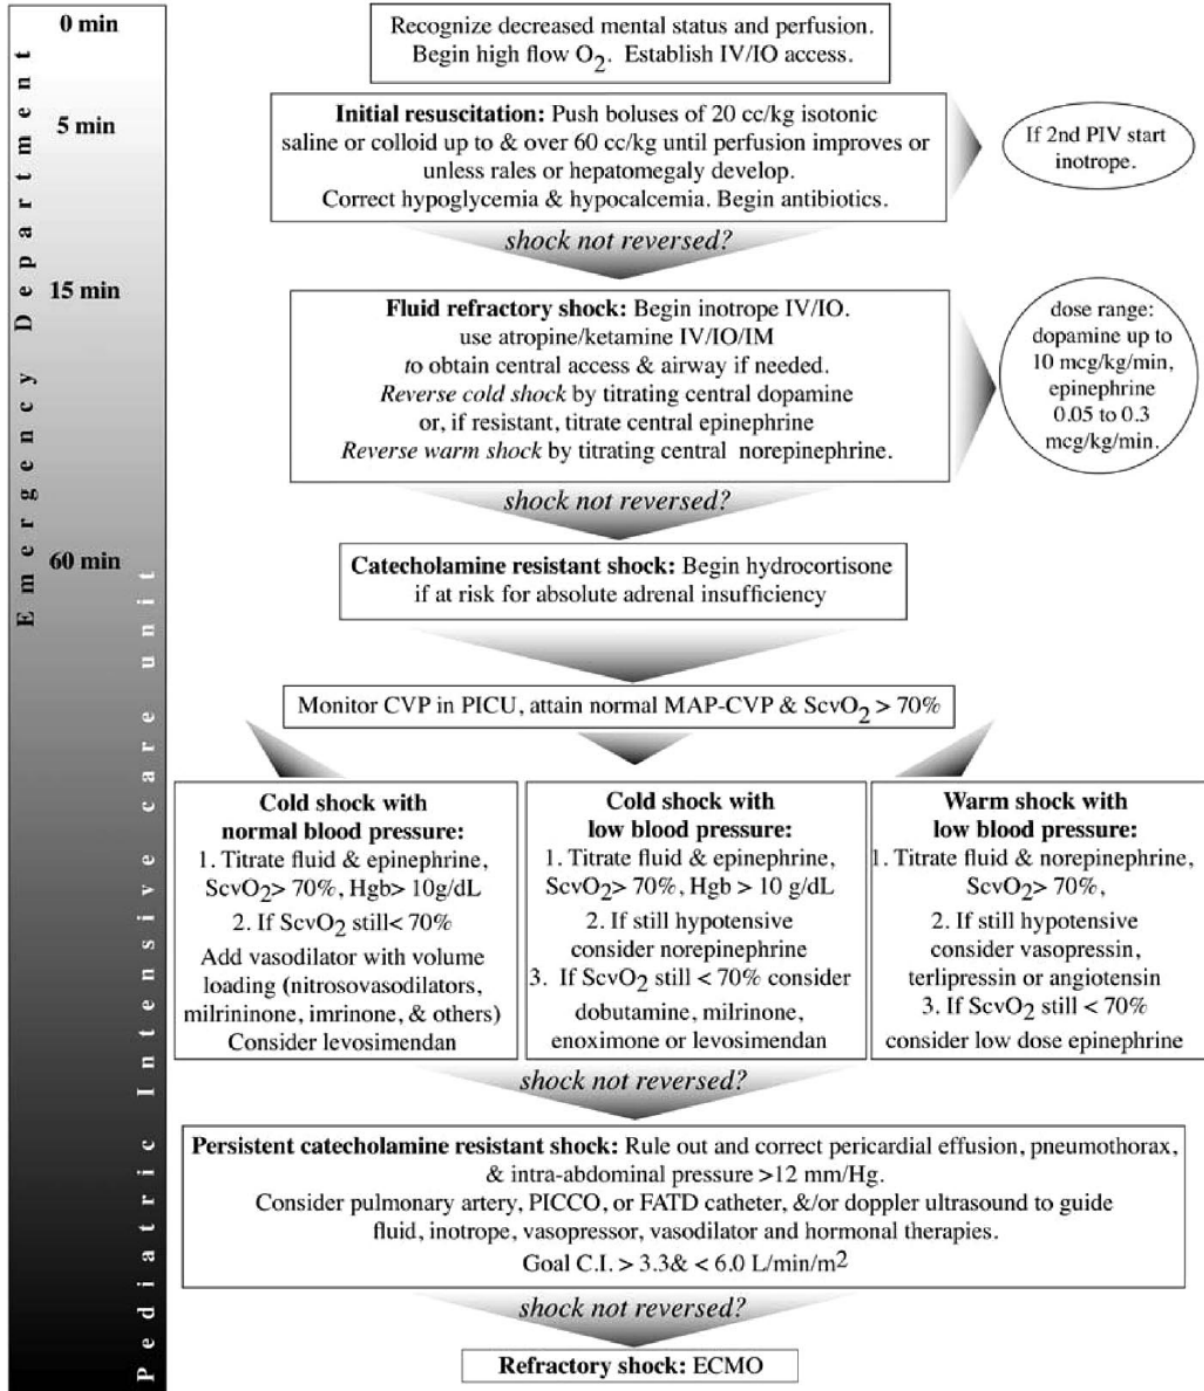 0 min
Recognize decreased mental status and perfusion.
Begin high flow O2. Establish IV/IO access.
5 min
Initial resuscitation: Push boluses of 20 cc/kg isotonic
saline or colloid up to & over 60 cc/kg until perfusion improves or
unless rales or hepatomegaly develop.
Correct hypoglycemia & hypocalcemia. Begin antibiotics.
If 2nd PIV start
inotrope.
shock not reversed?
15 min
Fluid refractory shock: Begin inotrope IV/IO.
use atropine/ketamine IV/IO/IM
to obtain central access & airway if needed.
Reverse cold shock by titrating central dopamine
or, if resistant, titrate central epinephrine
Reverse warm shock by titrating central norepinephrine.
dose range:
dopamine up to
10 mcg/kg/min,
epinephrine
0.05 to 0.3
mcg/kg/min.
shock not reversed?
60 min
Catecholamine resistant shock: Begin hydrocortisone
if at risk for absolute adrenal insufficiency
Emergency Department
Pediatric Intensive care unit
Monitor CVP in PICU, attain normal MAP-CVP & ScvO2 > 70%
Cold shock with
normal blood pressure:
1. Titrate fluid & epinephrine,
ScvO2> 70%, Hgb> 10g/dL
2. If ScvO2 still< 70%
Add vasodilator with volume
loading (nitrosovasodilators,
milrininone, imrinone, & others)
Consider levosimendan
Cold shock with
low blood pressure:
1. Titrate fluid & epinephrine,
ScvO2> 70%, Hgb > 10 g/dL
2. If still hypotensive
consider norepinephrine
3. If ScvO2 still < 70% consider
dobutamine, milrinone,
enoximone or levosimendan
Warm shock with
low blood pressure:
1. Titrate fluid & norepinephrine,
ScvO2> 70%,
2. If still hypotensive
consider vasopressin,
terlipressin or angiotensin
3. If ScvO2 still < 70%
consider low dose epinephrine
shock not reversed?
Persistent catecholamine resistant shock: Rule out and correct pericardial effusion, pneumothorax,
& intra-abdominal pressure >12 mm/Hg.
Consider pulmonary artery, PICCO, or FATD catheter, &/or doppler ultrasound to guide
fluid, inotrope, vasopressor, vasodilator and hormonal therapies.
Goal C.I. > 3.3& < 6.0 L/min/m2
shock not reversed?
Refractory shock: ECMO